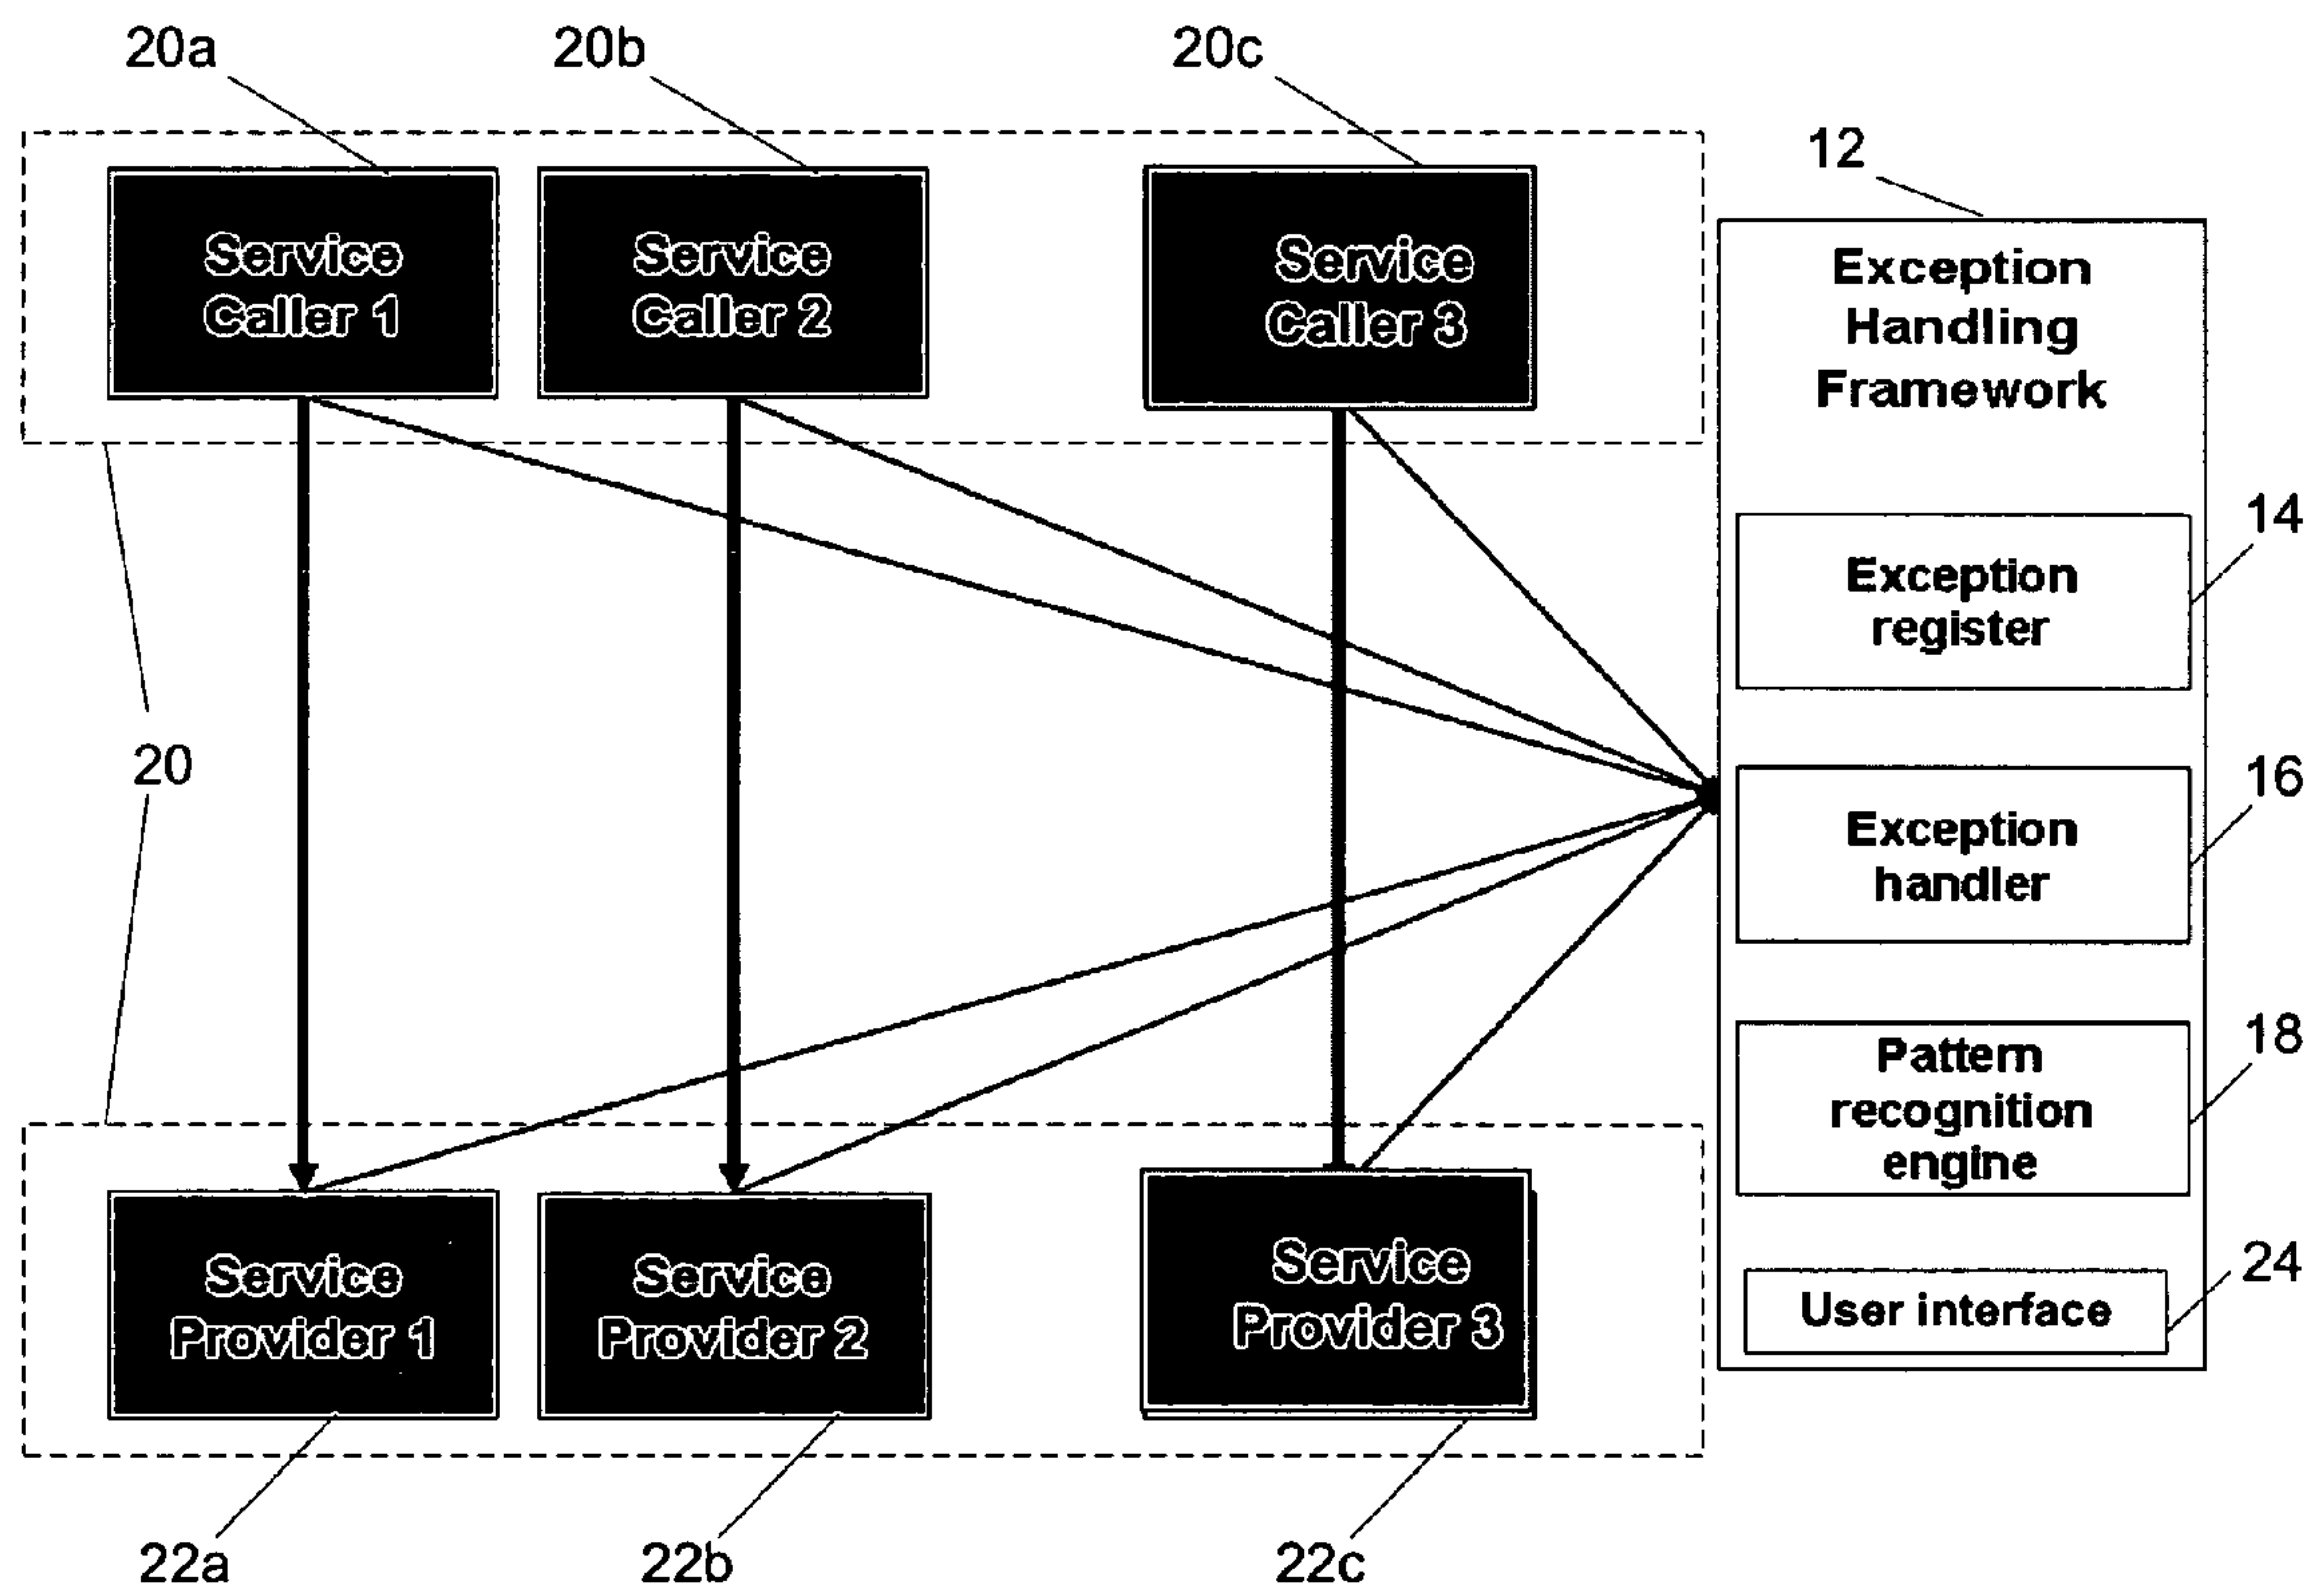 20a
20b
20c
12
Service
Caller 1
Service
Caller 2
Service
Caller 3
Exception
Handling
Framework
14
Exception
register
20
16
Exception
handler
18
Pattern
recognition
engine
24
User interface
Service
Provider 1
Service
Provider 2
Service
Provider 3
22a
22b
22c